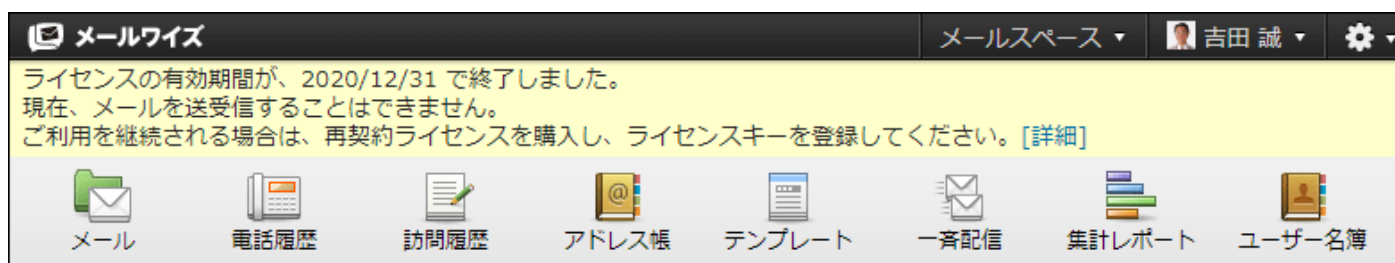 メールワイズ メールスペース 吉田 誠
ライセンスの有効期間が、2020/12/31 で終了しました。
現在、メールを送受信することはできません。
ご利用を継続される場合は、再契約ライセンスを購入し、ライセンスキーを登録してください。[詳細]
メール 電話履歴 訪問履歴 アドレス帳 テンプレート 一斉配信 集計レポート ユーザー名簿